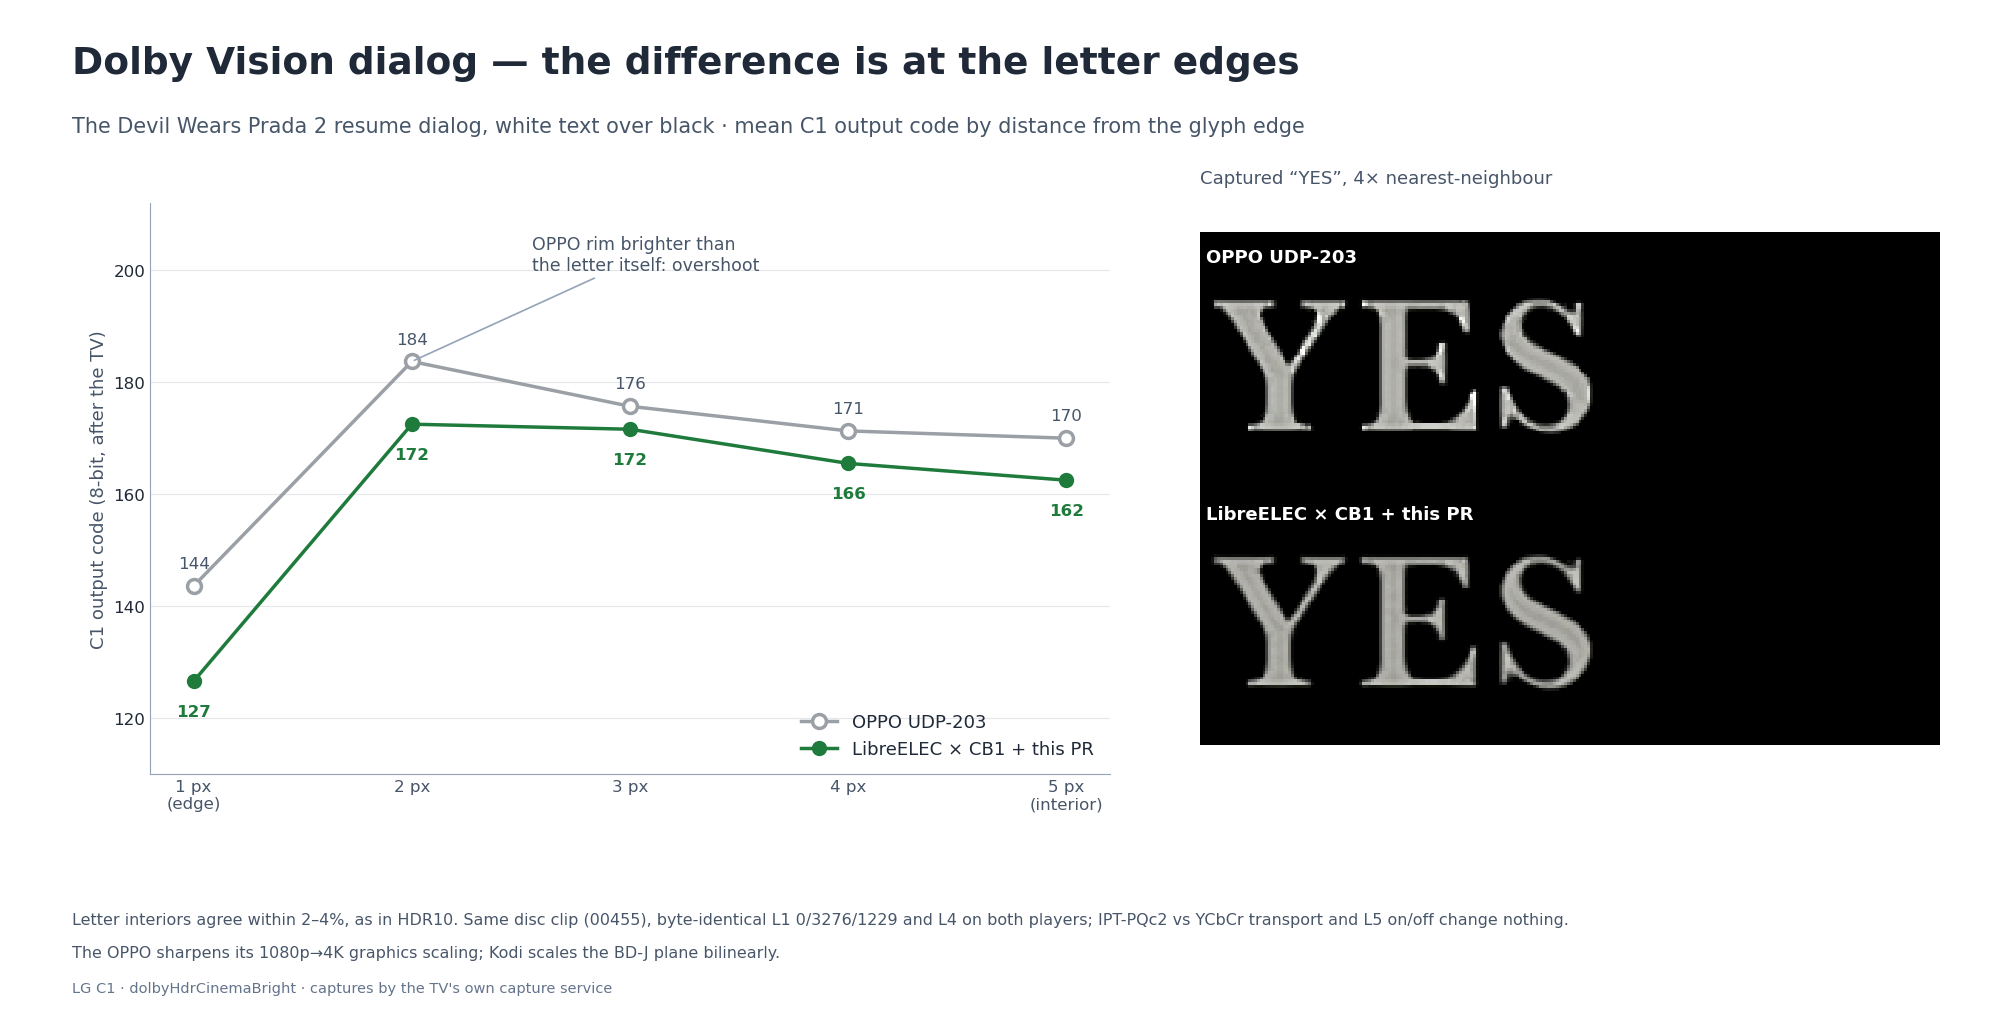 Dolby Vision dialog — the difference is at the letter edges
The Devil Wears Prada 2 resume dialog, white text over black · mean C1 output code by distance from the glyph edge
Captured “YES”, 4× nearest-neighbour
C1 output code (8-bit, after the TV)
200
180
160
140
120
OPPO rim brighter than
the letter itself: overshoot
144
184
176
171
170
127
172
172
166
162
OPPO UDP-203
LibreELEC × CB1 + this PR
1 px
(edge)
2 px
3 px
4 px
5 px
(interior)
OPPO UDP-203
YES
LibreELEC × CB1 + this PR
YES
Letter interiors agree within 2–4%, as in HDR10. Same disc clip (00455), byte-identical L1 0/3276/1229 and L4 on both players; IPT-PQc2 vs YCbCr transport and L5 on/off change nothing.
The OPPO sharpens its 1080p→4K graphics scaling; Kodi scales the BD-J plane bilinearly.
LG C1 · dolbyHdrCinemaBright · captures by the TV's own capture service